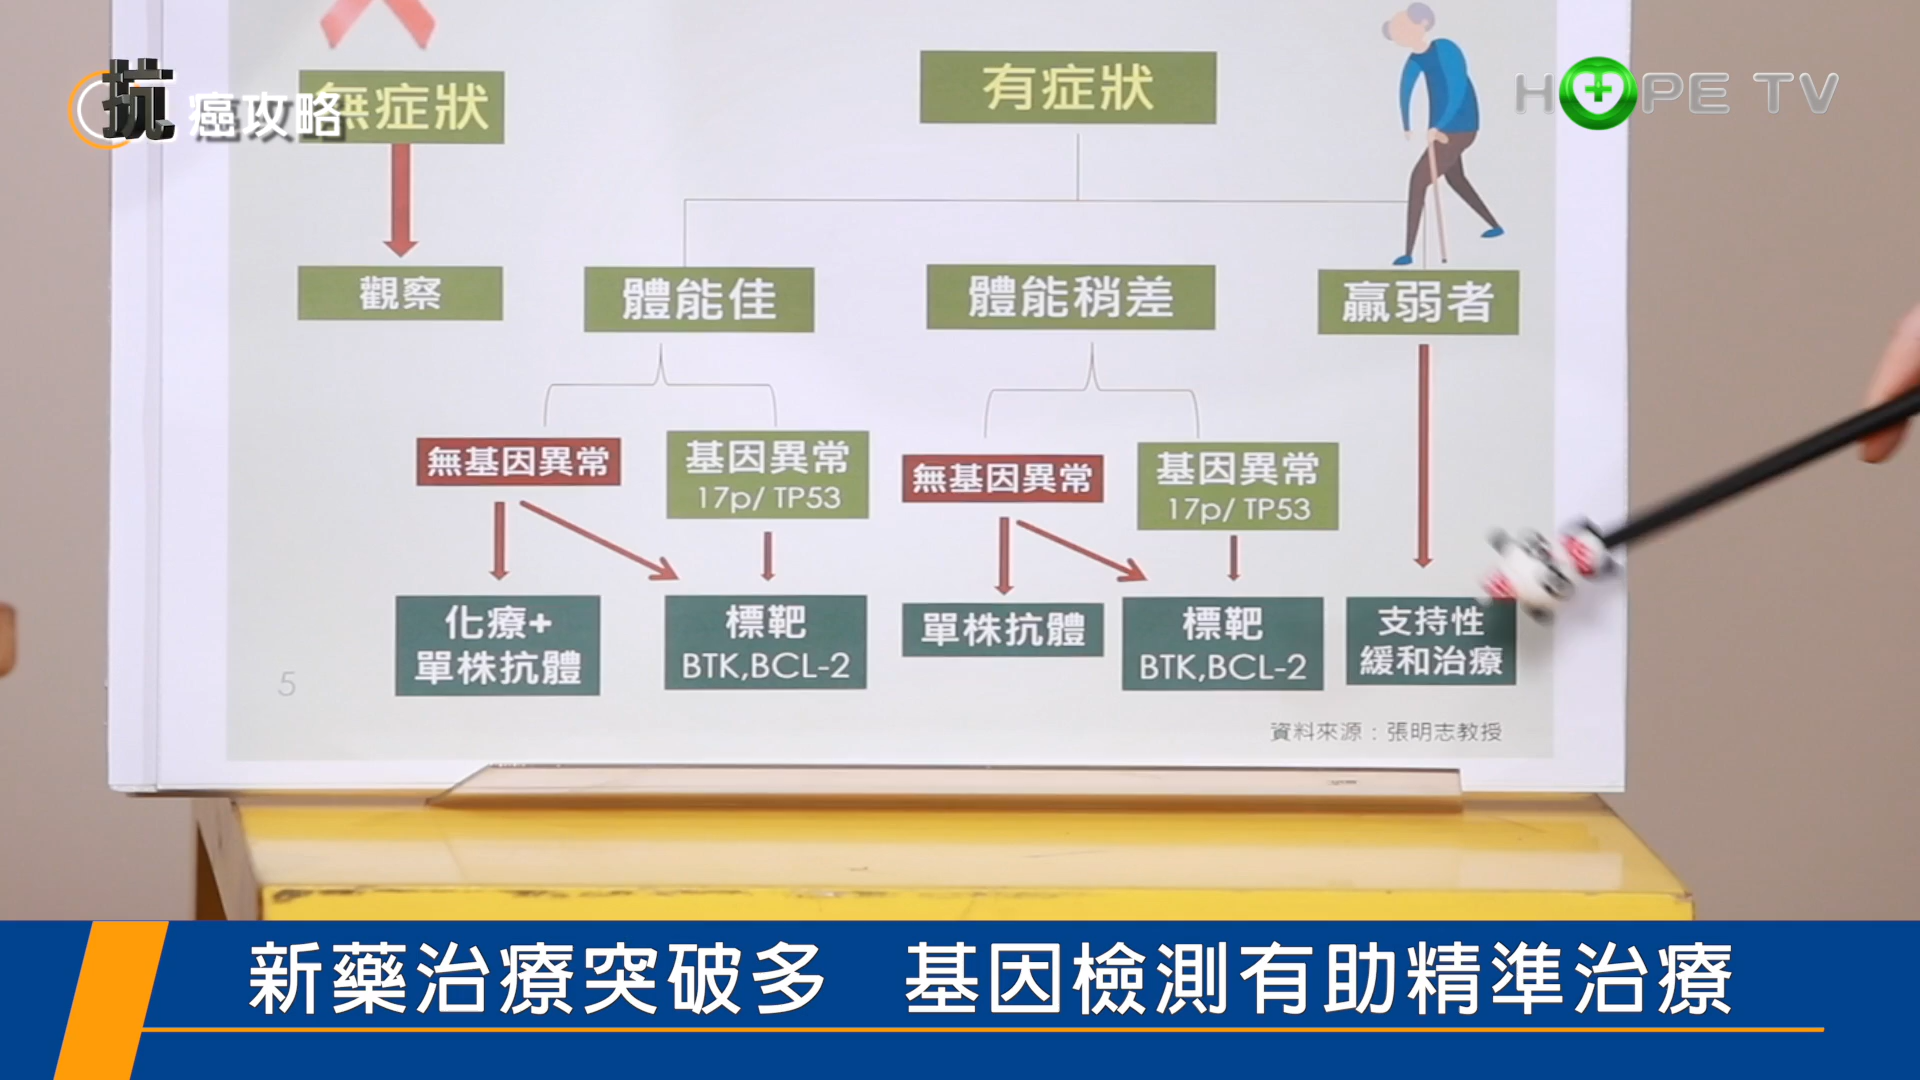 抗癌攻略
HOPE TV
無症狀
有症狀
觀察
體能佳
體能稍差
羸弱者
無基因異常
基因異常
17p/ TP53
無基因異常
基因異常
17p/ TP53
化療+
單株抗體
標靶
BTK,BCL-2
單株抗體
標靶
BTK,BCL-2
支持性
緩和治療
5
資料來源：張明志教授
新藥治療突破多 基因檢測有助精準治療